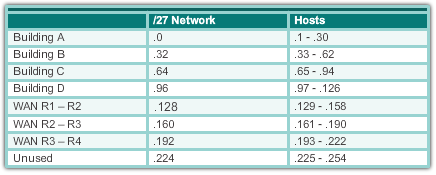 /27 Network Hosts
Building A .0 .1 - .30
Building B .32 .33 - .62
Building C .64 .65 - .94
Building D .96 .97 - .126
WAN R1 – R2 .128 .129 - .158
WAN R2 – R3 .160 .161 - .190
WAN R3 – R4 .192 .193 - .222
Unused .224 .225 - .254